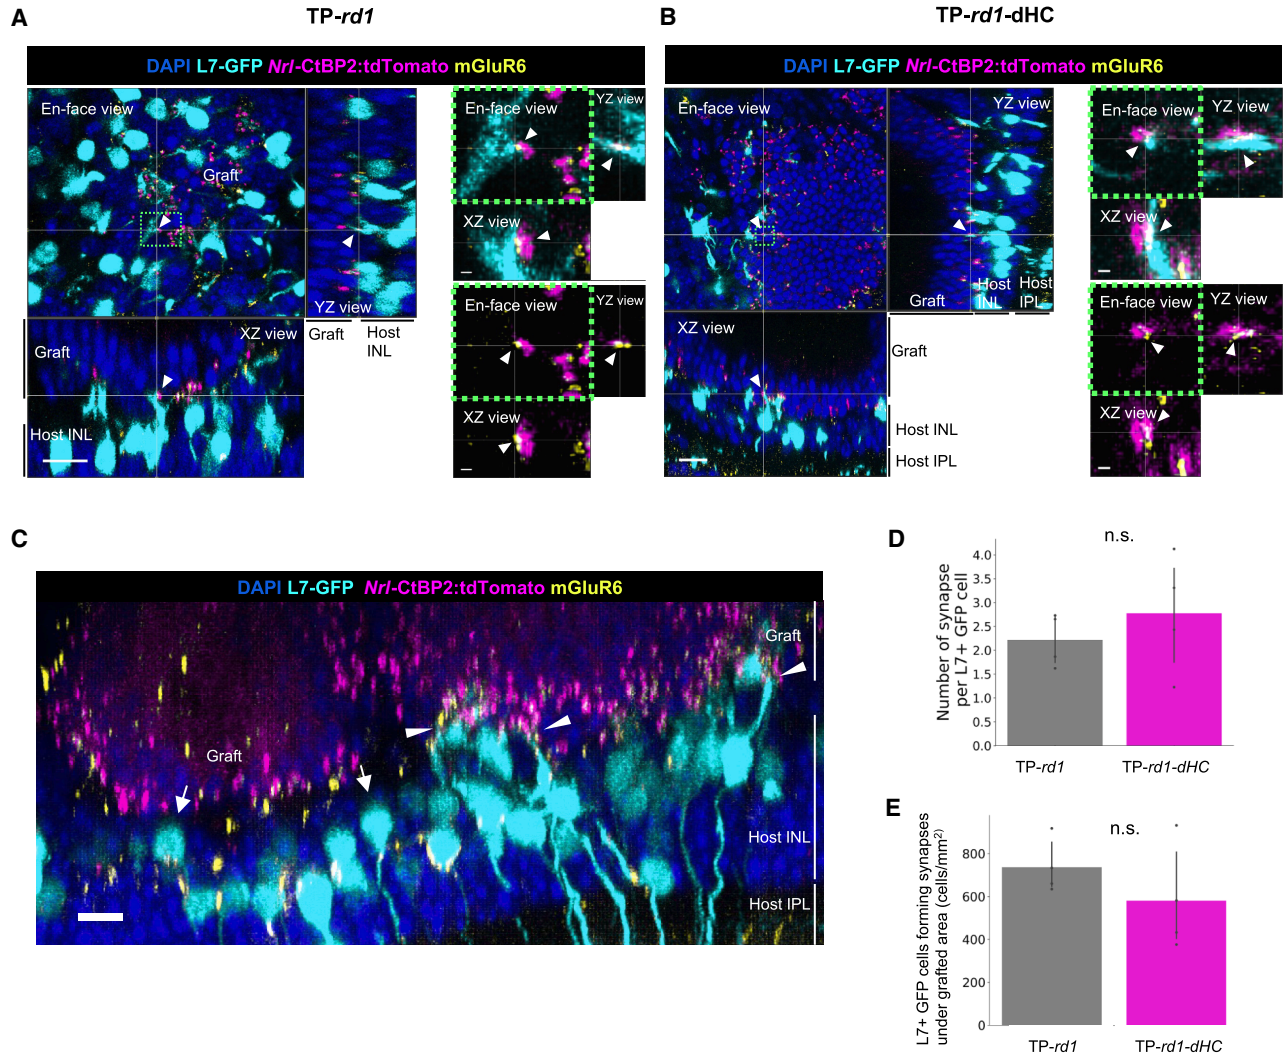 A
TP-rd1
DAPI L7-GFP Nrl-CtBP2:tdTomato mGluR6
En-face view
Graft
YZ view
Graft
Host
INL
XZ view
Graft
Host INL
En-face view
YZ view
XZ view
En-face view
YZ view
XZ view
B
TP-rd1-dHC
DAPI L7-GFP Nrl-CtBP2:tdTomato mGluR6
En-face view
YZ view
Graft
Host
INL
Host
IPL
XZ view
Graft
Host INL
Host IPL
En-face view
YZ view
XZ view
En-face view
YZ view
XZ view
C
DAPI L7-GFP Nrl-CtBP2:tdTomato mGluR6
Graft
Graft
Host INL
Host IPL
D
n.s.
Number of synapse
per L7+ GFP cell
4.0
3.5
3.0
2.5
2.0
1.5
1.0
0.5
0.0
TP-rd1
TP-rd1-dHC
E
n.s.
L7+ GFP cells forming synapses
under grafted area (cells/mm²)
800
600
400
200
0
TP-rd1
TP-rd1-dHC